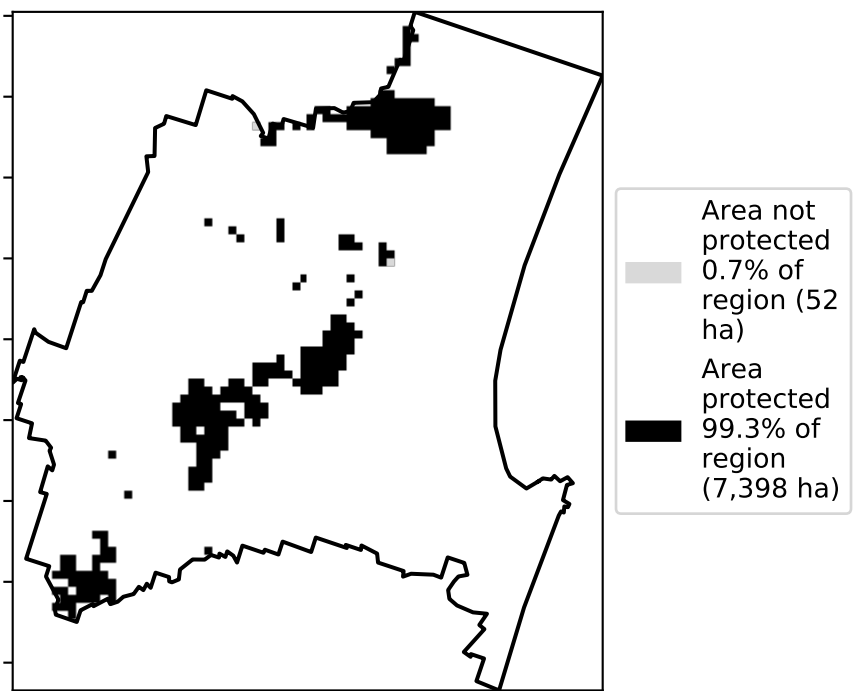 Area not
protected
0.7% of
region (52
ha)
Area
protected
99.3% of
region
(7,398 ha)